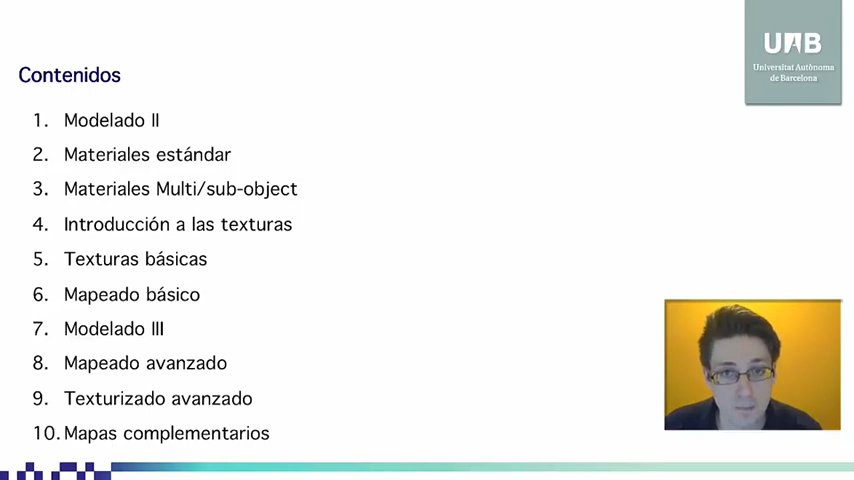 UAB
Universitat Autònoma
de Barcelona
Contenidos
1. Modelado II
2. Materiales estándar
3. Materiales Multi/sub-object
4. Introducción a las texturas
5. Texturas básicas
6. Mapeado básico
7. Modelado III
8. Mapeado avanzado
9. Texturizado avanzado
10. Mapas complementarios